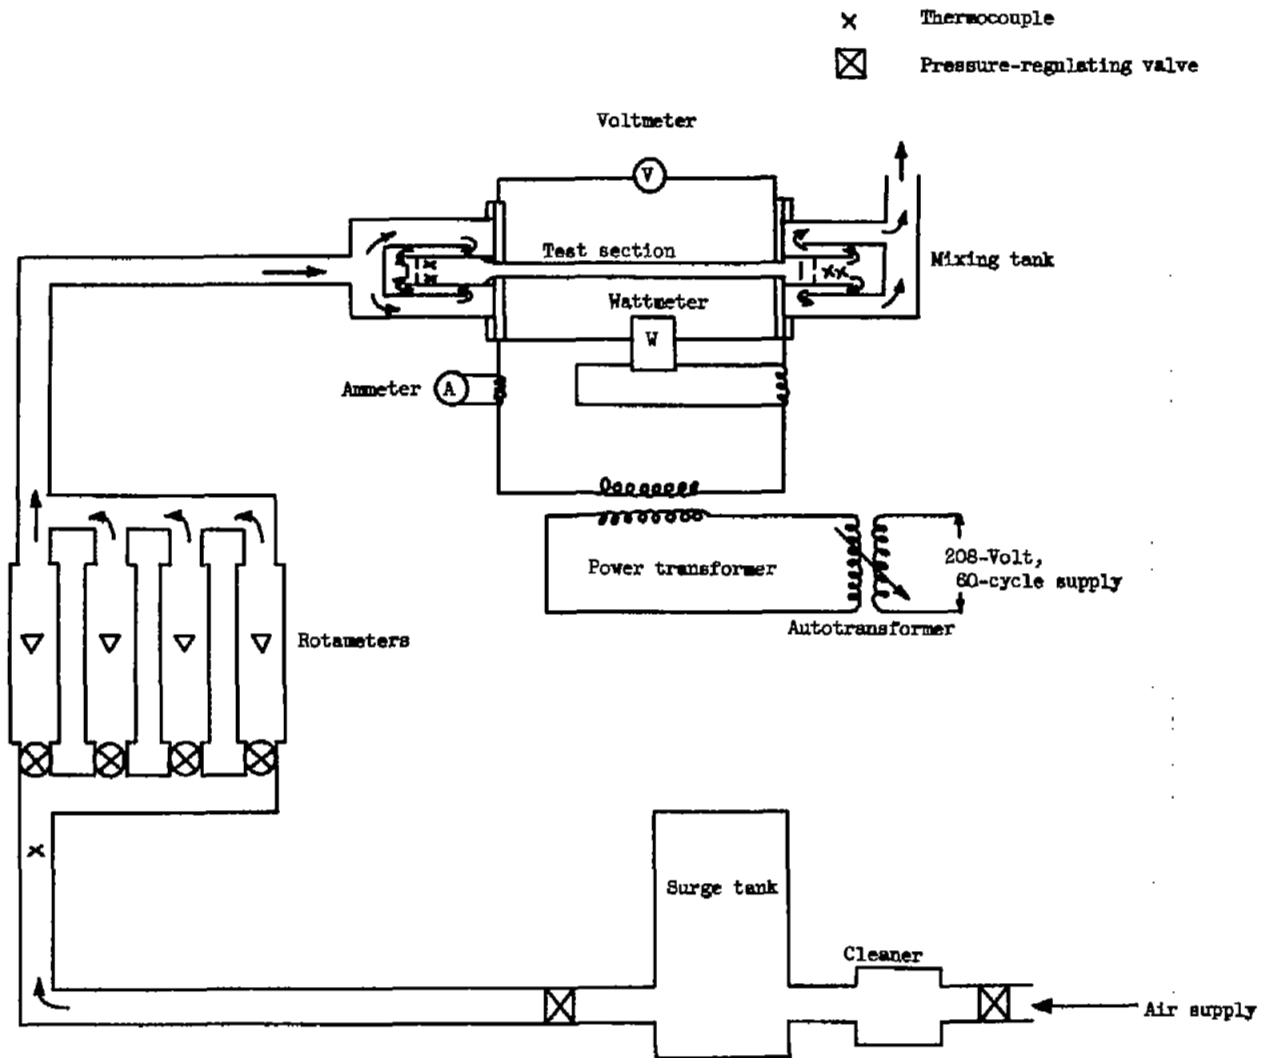 x Thermocouple
Pressure-regulating valve
Voltmeter
V
Test section
Mixing tank
Wattmeter
W
Ammeter
A
Power transformer
208-Volt,
60-cycle supply
Autotransformer
Rotameters
Surge tank
Cleaner
Air supply